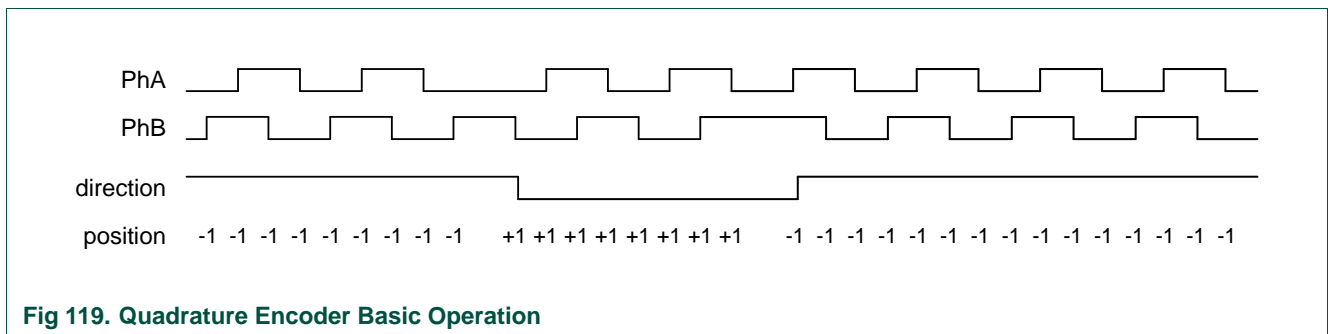 PhA
PhB
direction
position -1 -1 -1 -1 -1 -1 -1 -1 -1 +1 +1 +1 +1 +1 +1 +1 +1 -1 -1 -1 -1 -1 -1 -1 -1 -1 -1 -1 -1 -1 -1 -1
Fig 119. Quadrature Encoder Basic Operation